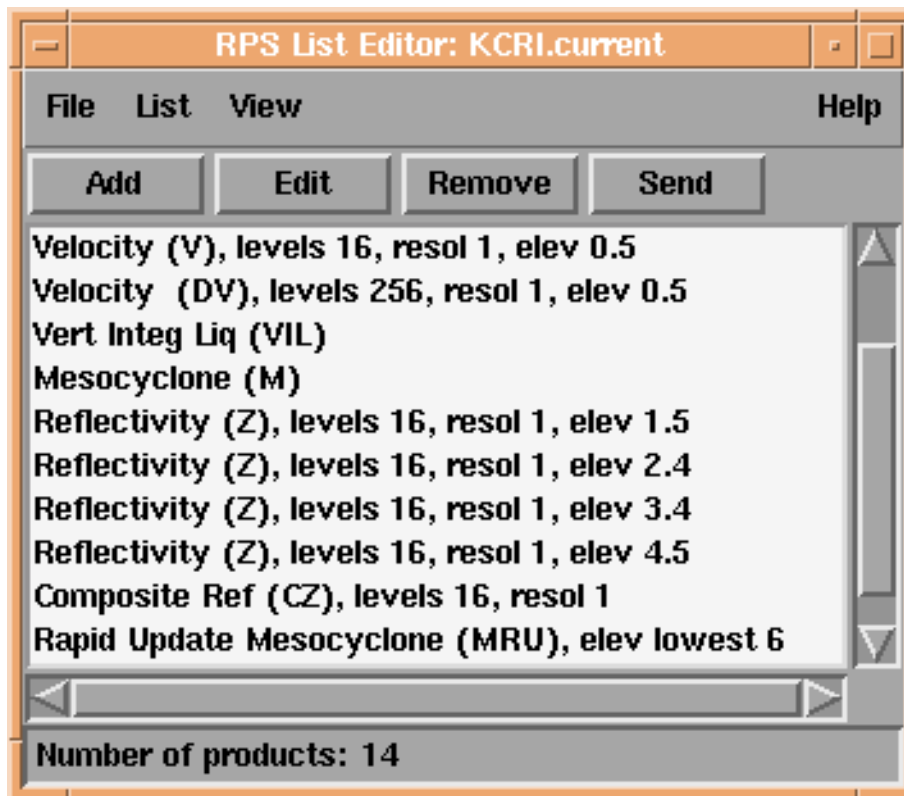 RPS List Editor: KCRI.current
File List View Help
Add Edit Remove Send
Velocity (V), levels 16, resol 1, elev 0.5
Velocity  (DV), levels 256, resol 1, elev 0.5
Vert Integ Liq (VIL)
Mesocyclone (M)
Reflectivity (Z), levels 16, resol 1, elev 1.5
Reflectivity (Z), levels 16, resol 1, elev 2.4
Reflectivity (Z), levels 16, resol 1, elev 3.4
Reflectivity (Z), levels 16, resol 1, elev 4.5
Composite Ref (CZ), levels 16, resol 1
Rapid Update Mesocyclone (MRU), elev lowest 6
Number of products: 14